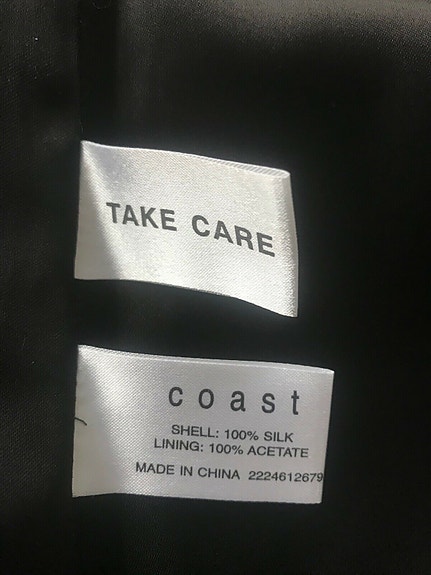 TAKE CARE
coast
SHELL: 100% SILK
LINING: 100% ACETATE
MADE IN CHINA 2224612679